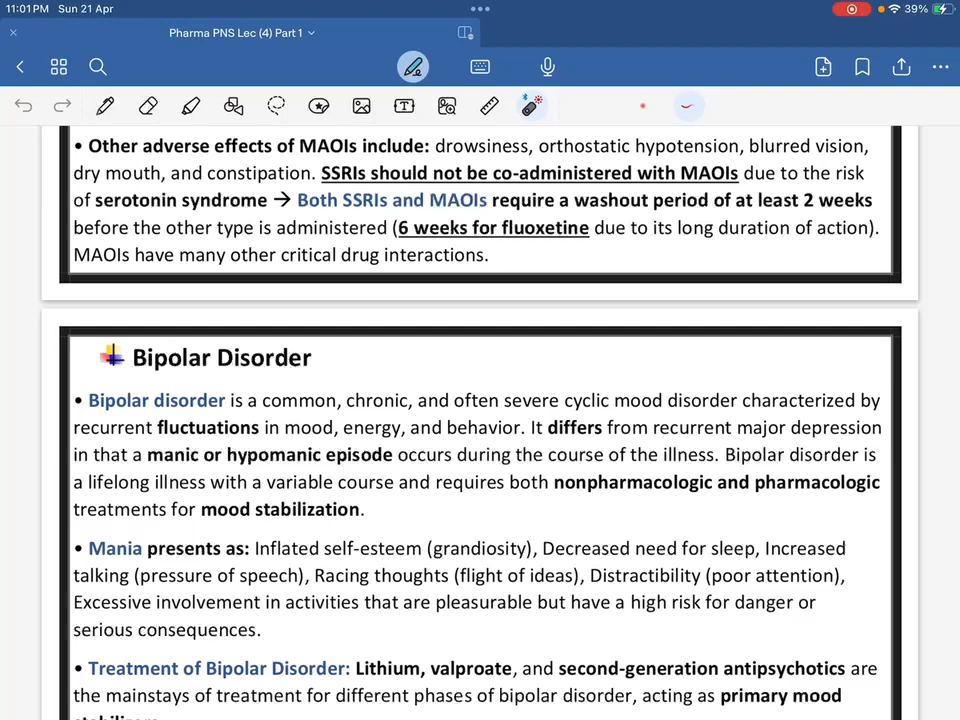 11:01PM Sun 21 Apr
39%
Pharma PNS Lec (4) Part 1
• Other adverse effects of MAOIs include: drowsiness, orthostatic hypotension, blurred vision,
dry mouth, and constipation. SSRIs should not be co-administered with MAOIs due to the risk
of serotonin syndrome → Both SSRIs and MAOIs require a washout period of at least 2 weeks
before the other type is administered (6 weeks for fluoxetine due to its long duration of action).
MAOIs have many other critical drug interactions.
Bipolar Disorder
• Bipolar disorder is a common, chronic, and often severe cyclic mood disorder characterized by
recurrent fluctuations in mood, energy, and behavior. It differs from recurrent major depression
in that a manic or hypomanic episode occurs during the course of the illness. Bipolar disorder is
a lifelong illness with a variable course and requires both nonpharmacologic and pharmacologic
treatments for mood stabilization.
• Mania presents as: Inflated self-esteem (grandiosity), Decreased need for sleep, Increased
talking (pressure of speech), Racing thoughts (flight of ideas), Distractibility (poor attention),
Excessive involvement in activities that are pleasurable but have a high risk for danger or
serious consequences.
• Treatment of Bipolar Disorder: Lithium, valproate, and second-generation antipsychotics are
the mainstays of treatment for different phases of bipolar disorder, acting as primary mood